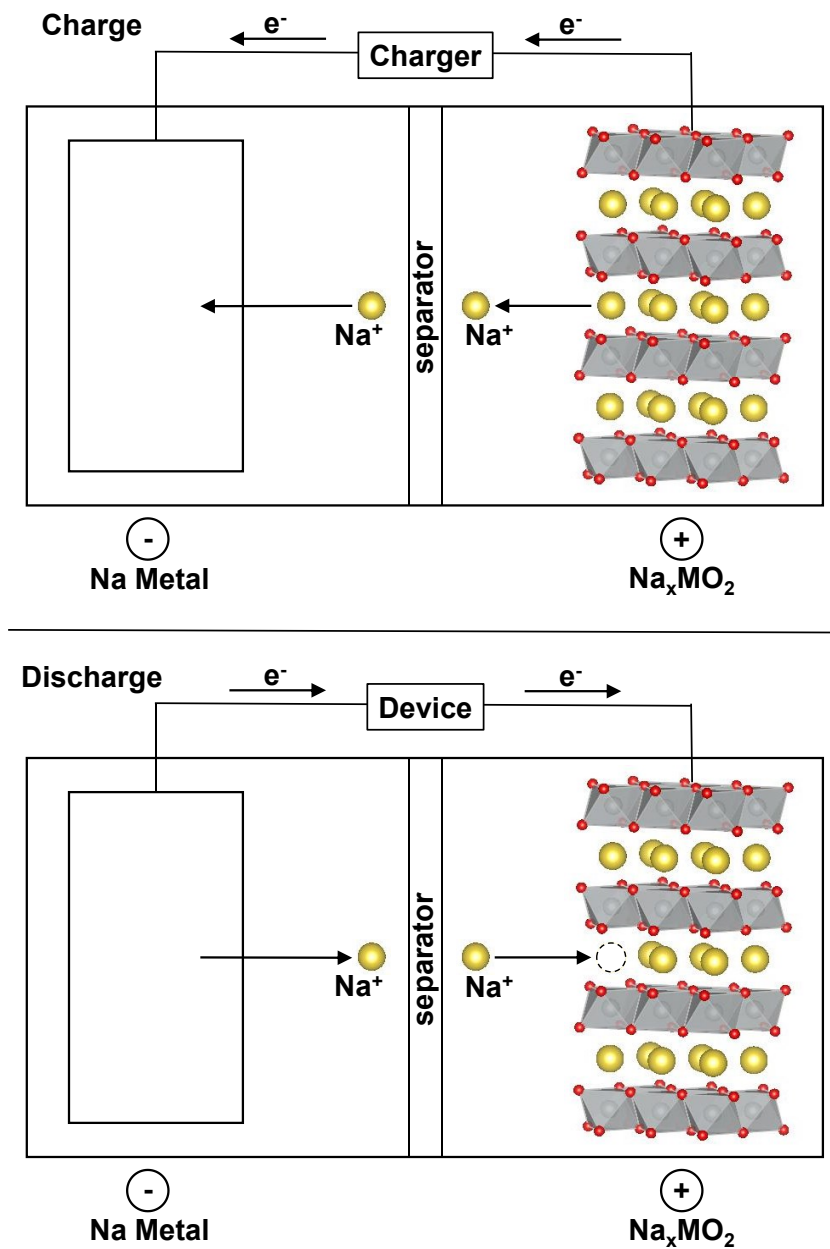 Charge
e⁻
e⁻
Charger
Na⁺
separator
Na⁺
-
+
Na Metal
NaₓMO₂
Discharge
e⁻
e⁻
Device
Na⁺
separator
Na⁺
-
+
Na Metal
NaₓMO₂